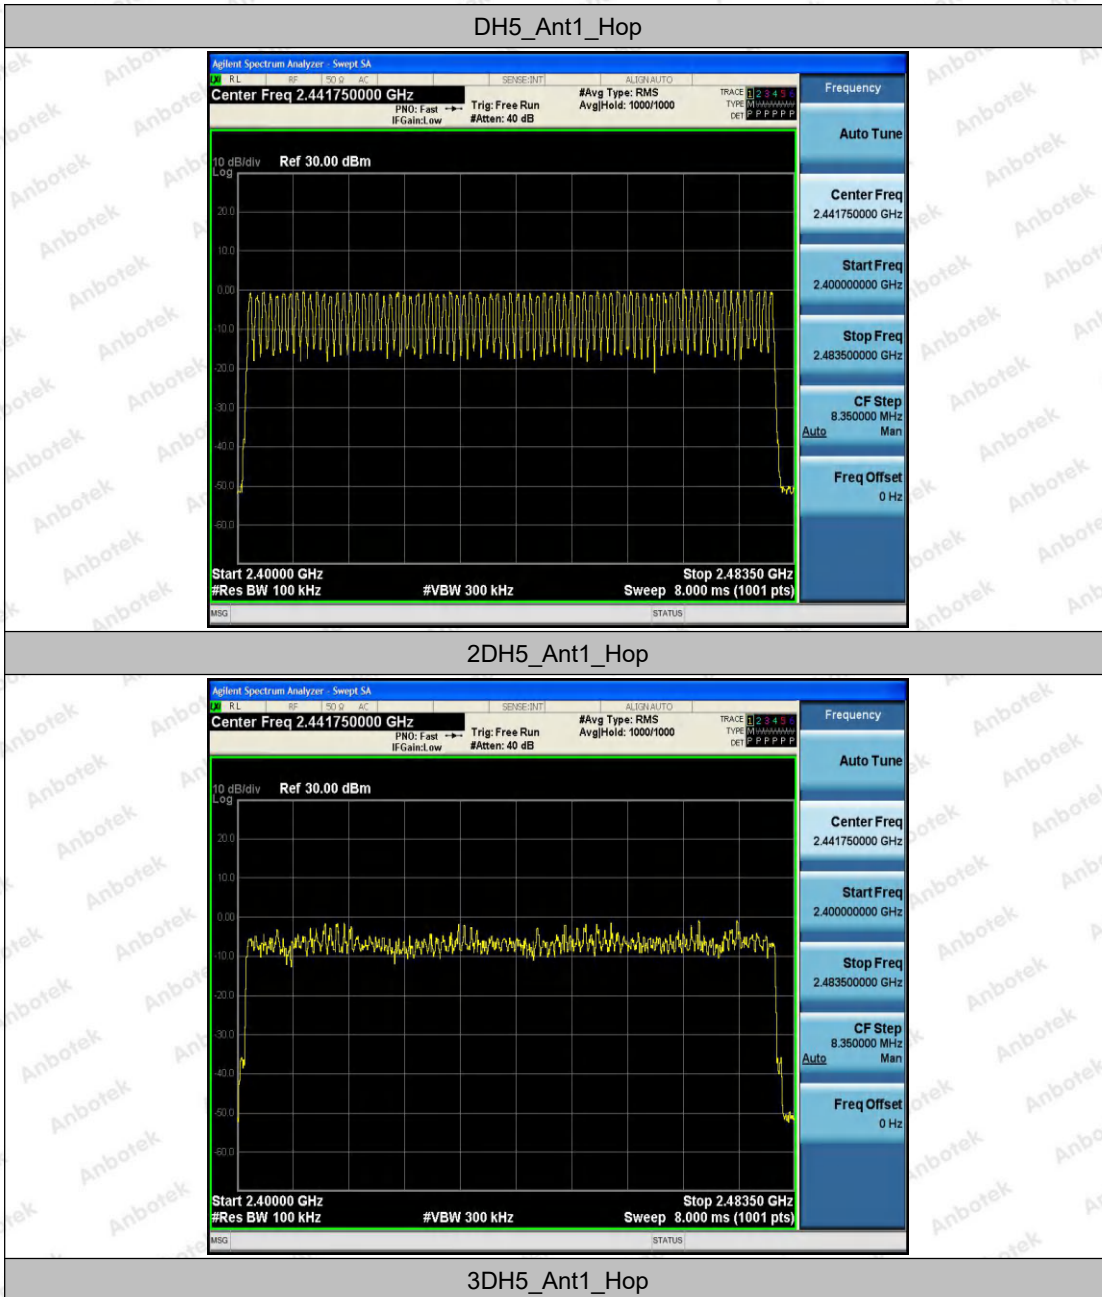 DH5_Ant1_Hop
Agilent Spectrum Analyzer - Swept SA
RL RF 50 Ω AC SENSE:INT ALIGNAUTO
Center Freq 2.441750000 GHz
PNO: Fast
IFGain:Low
Trig: Free Run
#Atten: 40 dB
#Avg Type: RMS
Avg|Hold: 1000/1000
TRACE 1 2 3 4 5 6
TYPE M
DET P P P P P P
10 dB/div Ref 30.00 dBm
Log
20.0
10.0
0.00
-10.0
-20.0
-30.0
-40.0
-50.0
-60.0
Start 2.40000 GHz Stop 2.48350 GHz
#Res BW 100 kHz #VBW 300 kHz Sweep 8.000 ms (1001 pts)
MSG STATUS
Frequency
Auto Tune
Center Freq
2.441750000 GHz
Start Freq
2.400000000 GHz
Stop Freq
2.483500000 GHz
CF Step
8.350000 MHz
Auto Man
Freq Offset
0 Hz
2DH5_Ant1_Hop
Agilent Spectrum Analyzer - Swept SA
RL RF 50 Ω AC SENSE:INT ALIGNAUTO
Center Freq 2.441750000 GHz
PNO: Fast
IFGain:Low
Trig: Free Run
#Atten: 40 dB
#Avg Type: RMS
Avg|Hold: 1000/1000
TRACE 1 2 3 4 5 6
TYPE M
DET P P P P P P
10 dB/div Ref 30.00 dBm
Log
20.0
10.0
0.00
-10.0
-20.0
-30.0
-40.0
-50.0
-60.0
Start 2.40000 GHz Stop 2.48350 GHz
#Res BW 100 kHz #VBW 300 kHz Sweep 8.000 ms (1001 pts)
MSG STATUS
Frequency
Auto Tune
Center Freq
2.441750000 GHz
Start Freq
2.400000000 GHz
Stop Freq
2.483500000 GHz
CF Step
8.350000 MHz
Auto Man
Freq Offset
0 Hz
3DH5_Ant1_Hop
Anbotek